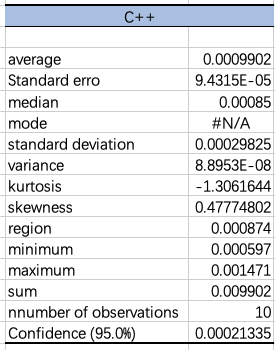 C++
average 0.0009902
Standard erro 9.4315E-05
median 0.00085
mode #N/A
standard deviation 0.00029825
variance 8.8953E-08
kurtosis -1.3061644
skewness 0.47774802
region 0.000874
minimum 0.000597
maximum 0.001471
sum 0.009902
nnumber of observations 10
Confidence (95.0%) 0.00021335